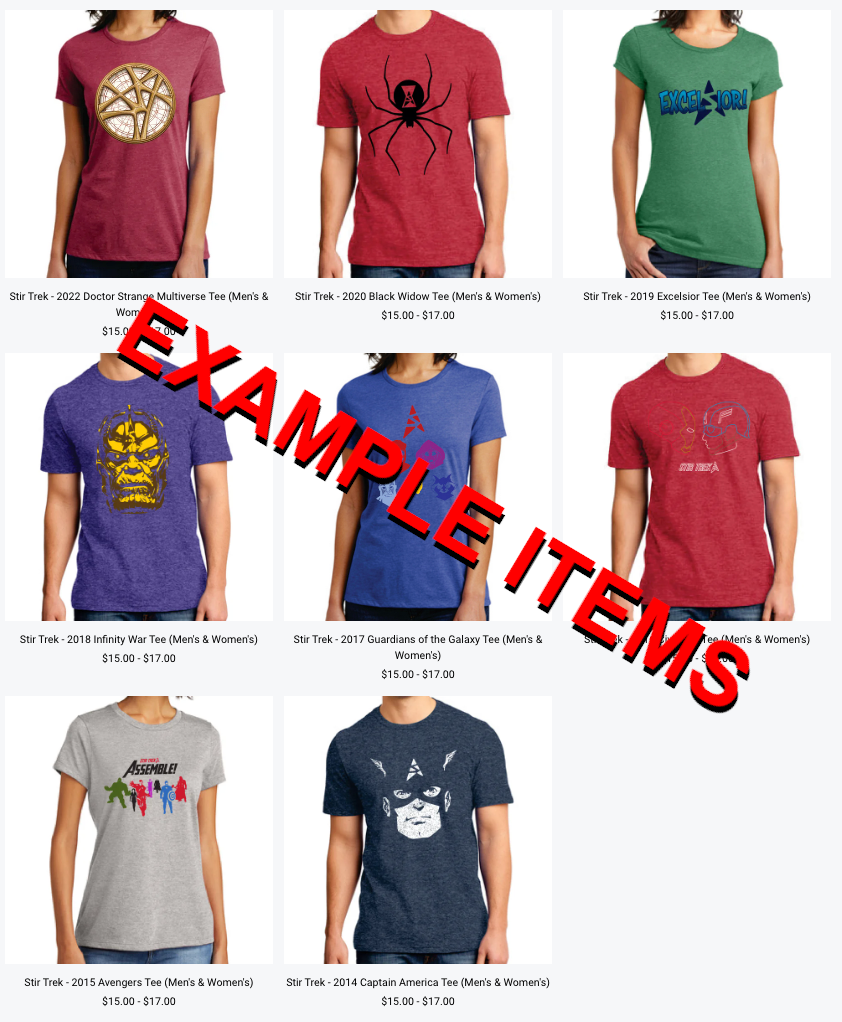 EXCELSIOR!
Stir Trek - 2022 Doctor Strange Multiverse Tee (Men's &
$15.00 - $17.00
Stir Trek - 2020 Black Widow Tee (Men's & Women's)
$15.00 - $17.00
Stir Trek - 2019 Excelsior Tee (Men's & Women's)
$15.00 - $17.00
EXAMPLE ITEMS
STIR TREK
Stir Trek - 2018 Infinity War Tee (Men's & Women's)
$15.00 - $17.00
Stir Trek - 2017 Guardians of the Galaxy Tee (Men's &
Women's)
$15.00 - $17.00
Tee (Men's & Women's)
STIR TREK
ASSEMBLE!
Stir Trek - 2015 Avengers Tee (Men's & Women's)
$15.00 - $17.00
Stir Trek - 2014 Captain America Tee (Men's & Women's)
$15.00 - $17.00